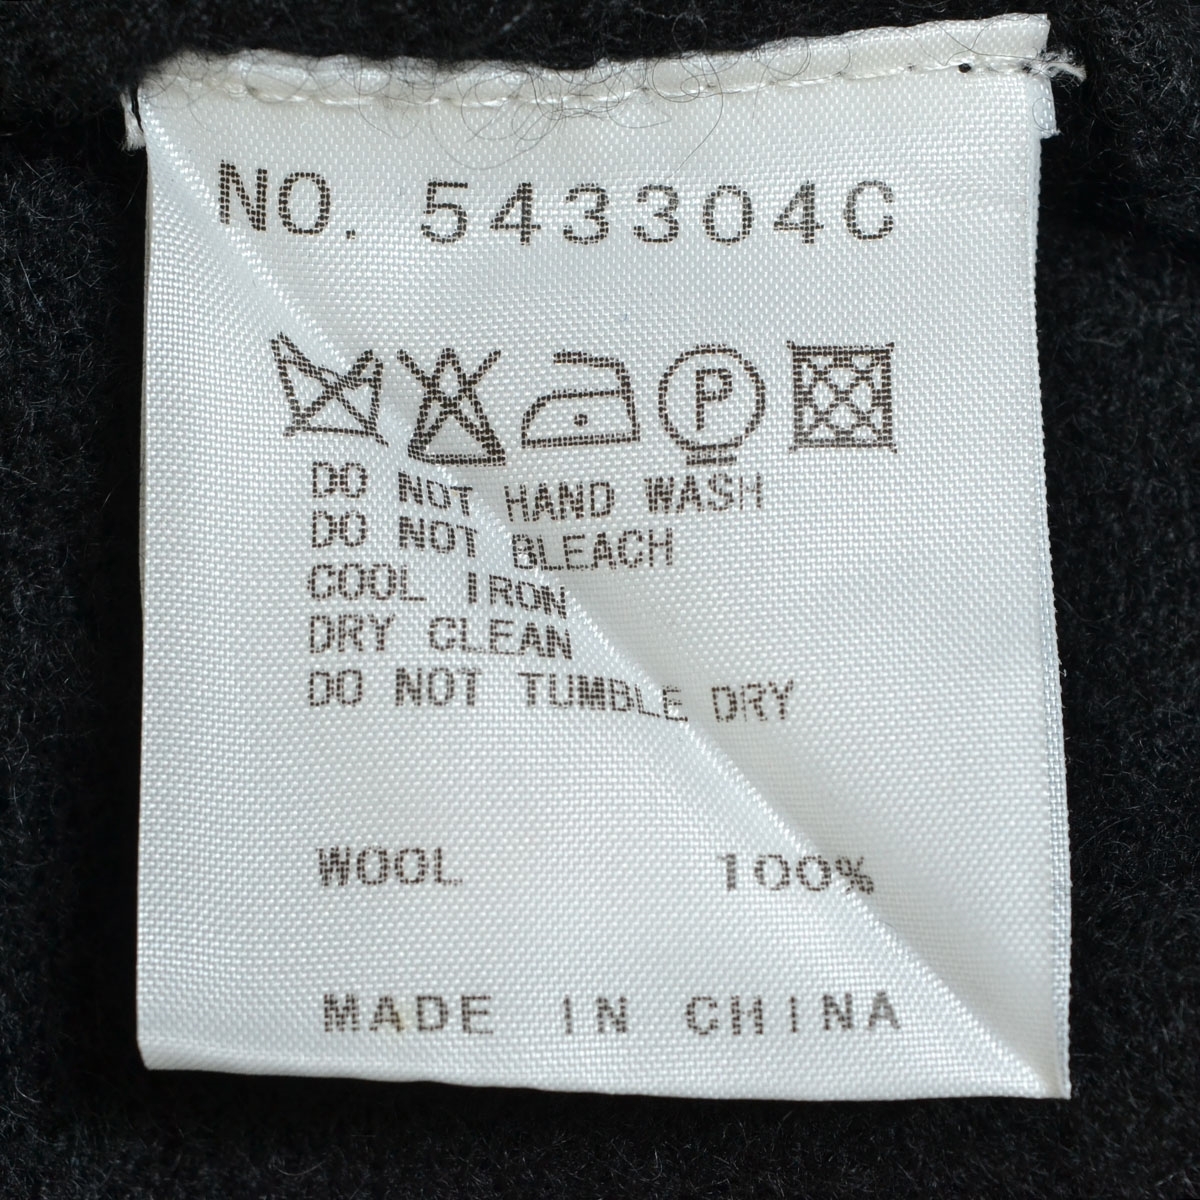 NO. 543304C
P
DO NOT HAND WASH
DO NOT BLEACH
COOL IRON
DRY CLEAN
DO NOT TUMBLE DRY
WOOL 100%
MADE IN CHINA